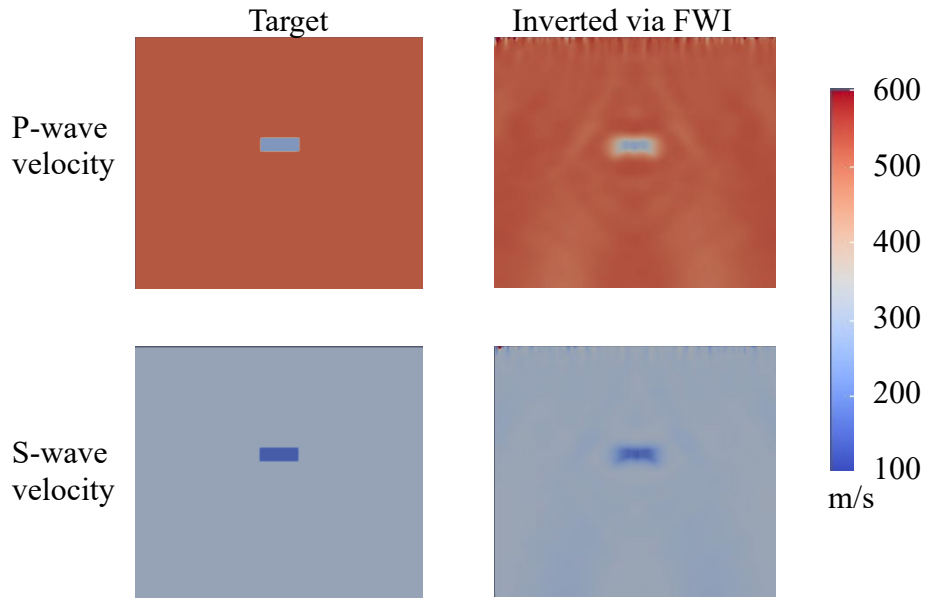 Target
Inverted via FWI
P-wave
velocity
S-wave
velocity
600
500
400
300
200
100
m/s